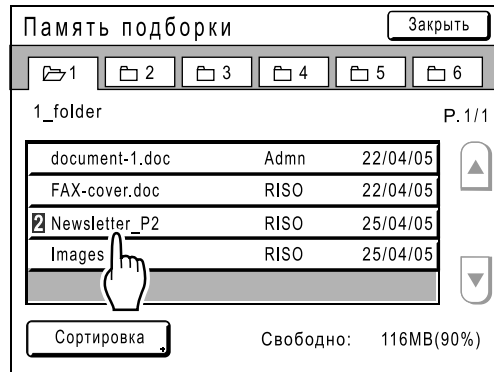 Память подборки Закрыть
1 2 3 4 5 6
1_folder P.1/1
document-1.doc Admn 22/04/05
FAX-cover.doc RISO 22/04/05
2 Newsletter_P2 RISO 25/04/05
Images RISO 25/04/05
Сортировка Свободно: 116MB(90%)